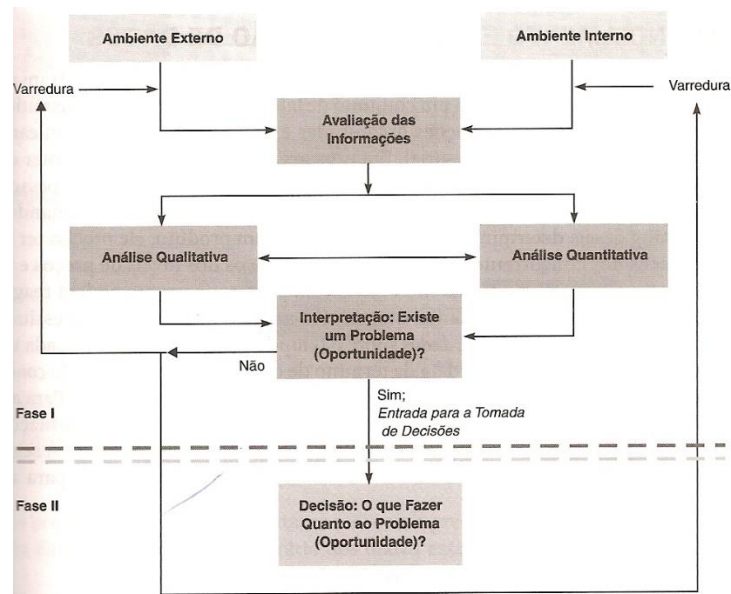 Ambiente Externo
Ambiente Interno
Varredura
Varredura
Avaliação das
Informações
Análise Qualitativa
Análise Quantitativa
Interpretação: Existe
um Problema
(Oportunidade)?
Não
Sim;
Entrada para a Tomada
de Decisões
Fase I
Fase II
Decisão: O que Fazer
Quanto ao Problema
(Oportunidade)?